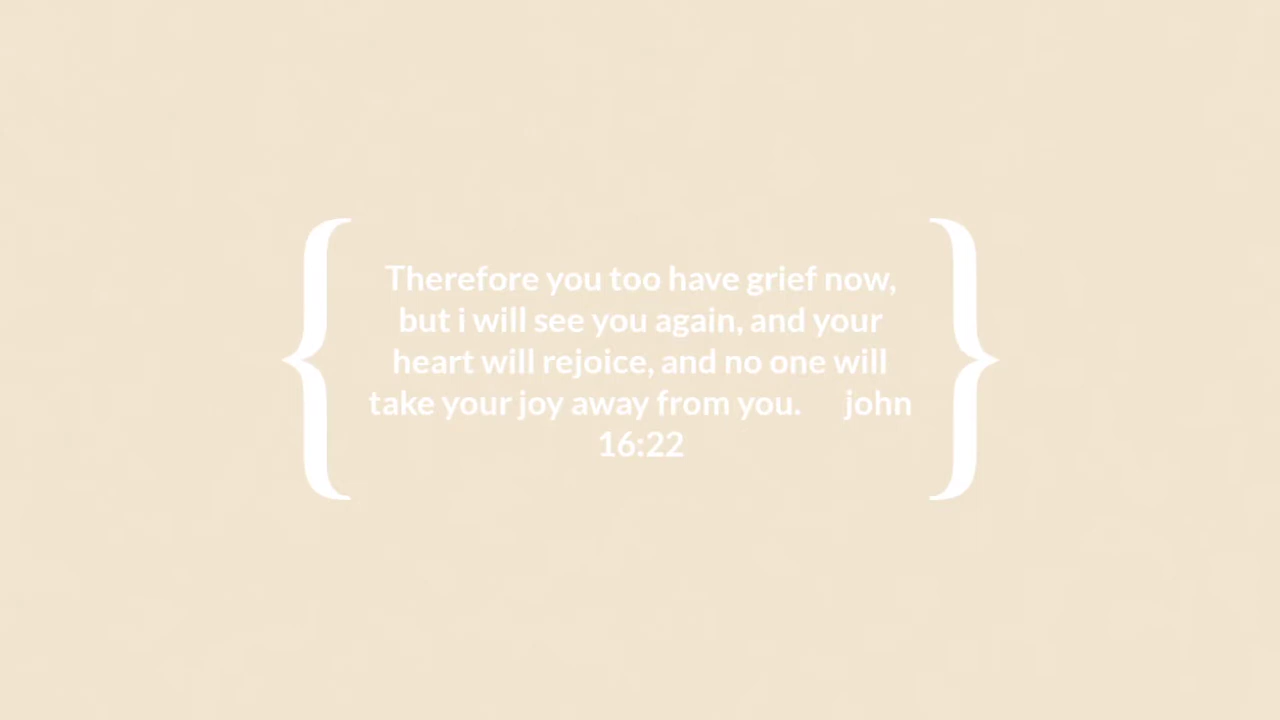 Therefore you too have grief now,
but i will see you again, and your
heart will rejoice, and no one will
take your joy away from you. john
16:22